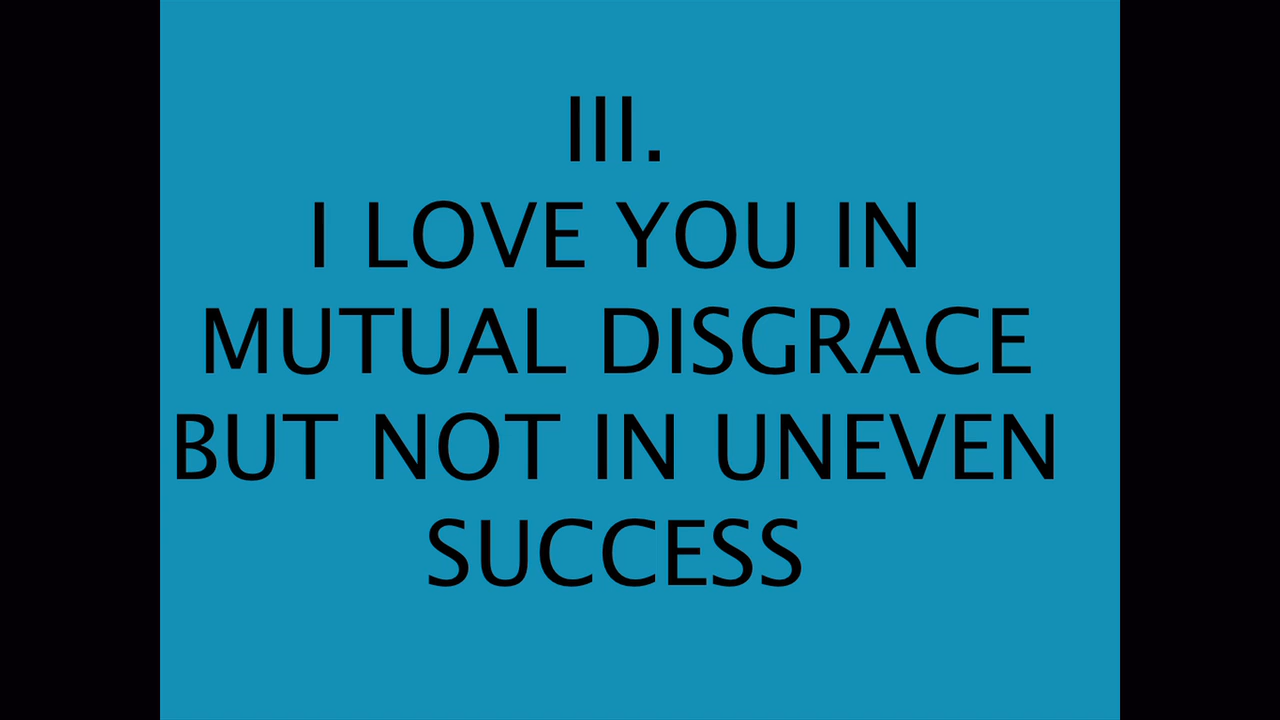 III.
I LOVE YOU IN
MUTUAL DISGRACE
BUT NOT IN UNEVEN
SUCCESS